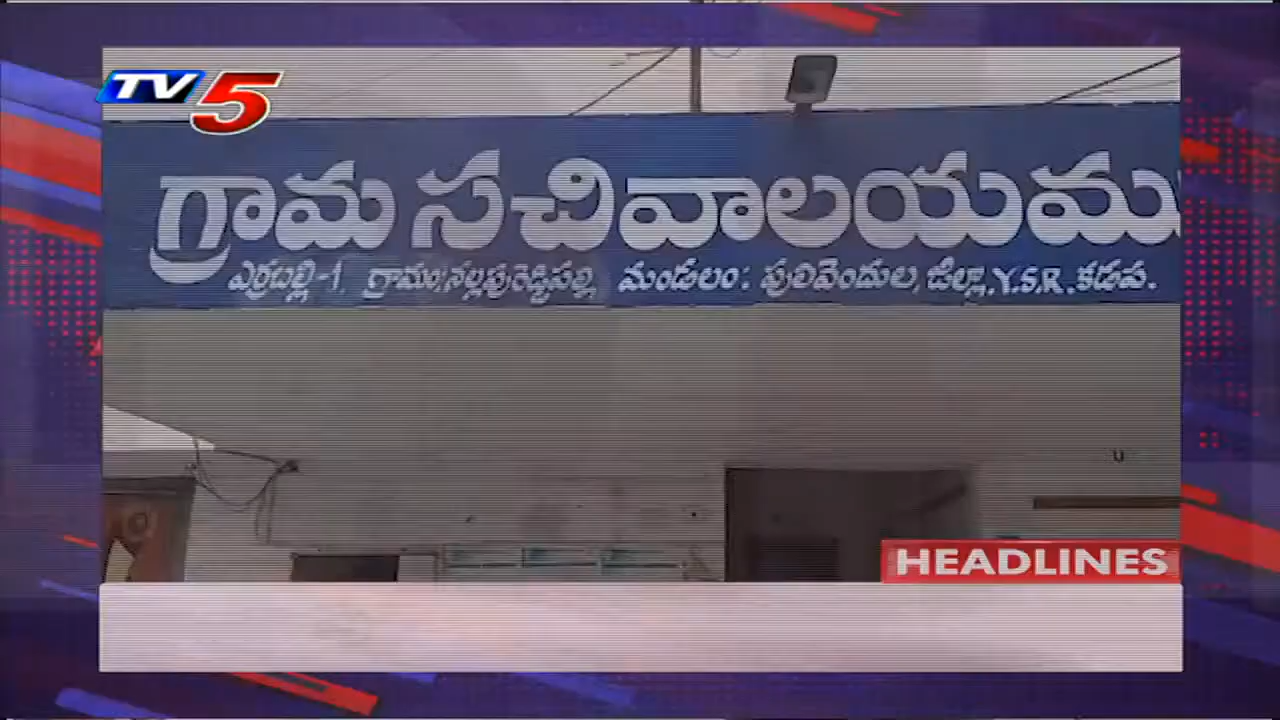 TV5
గ్రామ సచివాలయము
ఎర్రబల్లి-1, గ్రామం:నల్లపురెడ్డిపల్లి, మండలం: పులివెందుల, జిల్లా.Y.S.R.కడప.
HEADLINES